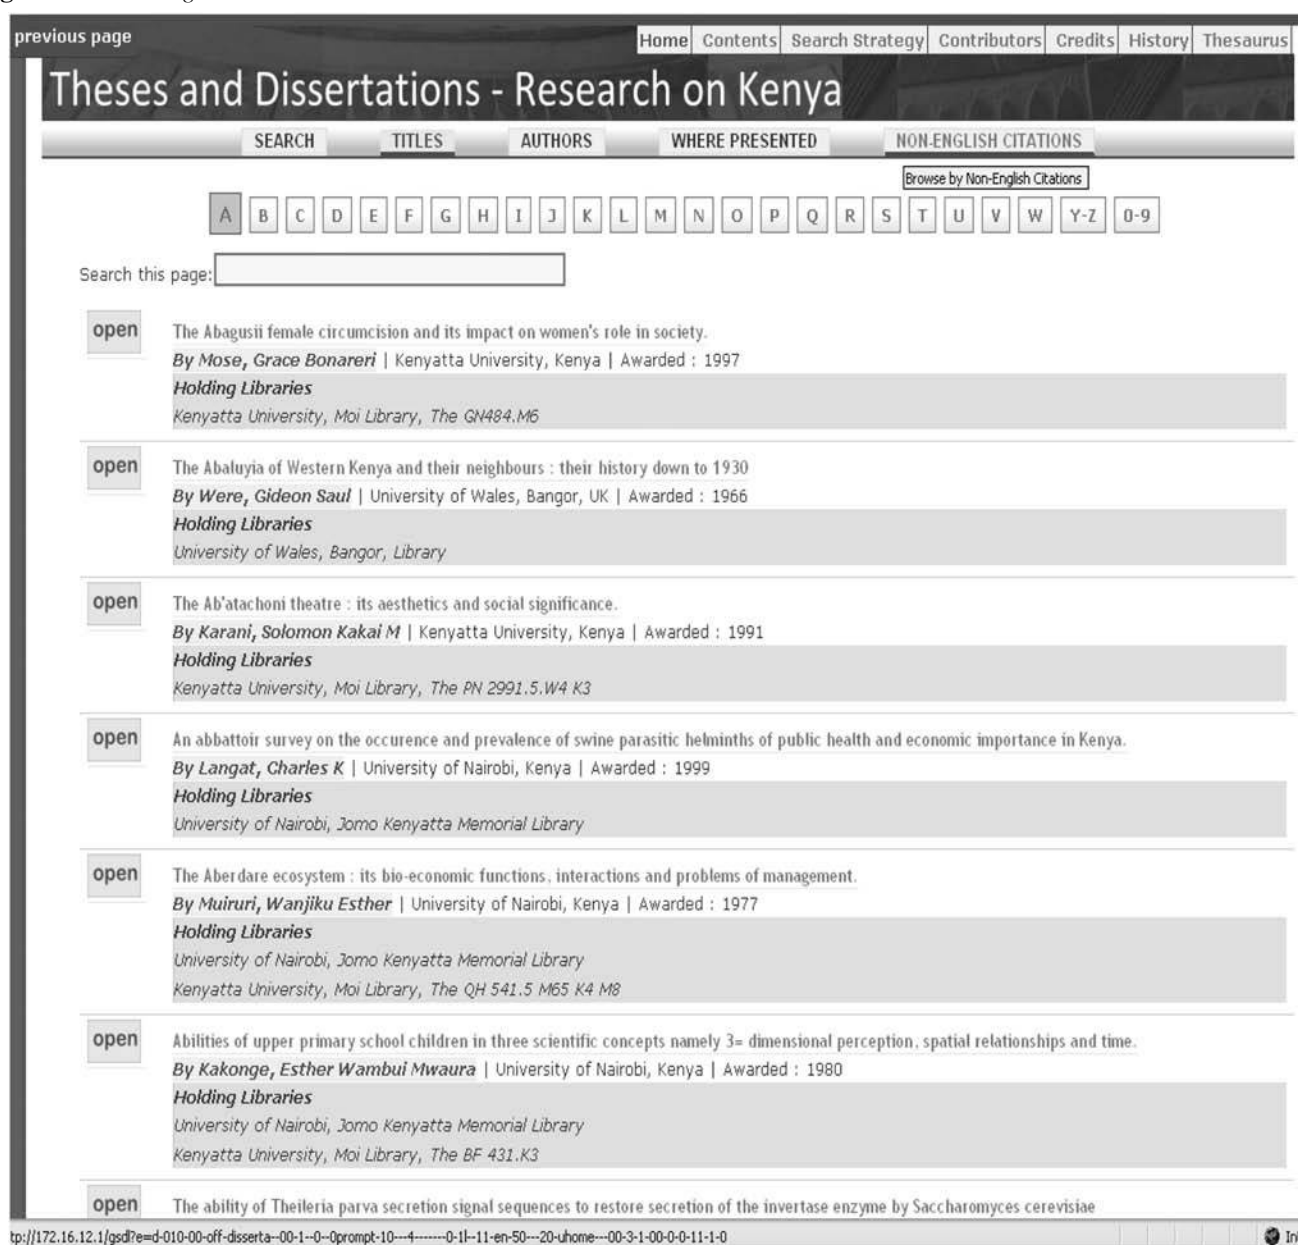 previous page
Home Contents Search Strategy Contributors Credits History Thesaurus
Theses and Dissertations - Research on Kenya
SEARCH TITLES AUTHORS WHERE PRESENTED NON-ENGLISH CITATIONS
Browse by Non-English Citations
A B C D E F G H I J K L M N O P Q R S T U V W Y-Z 0-9
Search this page:
open The Abagusii female circumcision and its impact on women's role in society.
By Mose, Grace Bonareri | Kenyatta University, Kenya | Awarded : 1997
Holding Libraries
Kenyatta University, Moi Library, The GN484.M6
open The Abaluyia of Western Kenya and their neighbours : their history down to 1930
By Were, Gideon Saul | University of Wales, Bangor, UK | Awarded : 1966
Holding Libraries
University of Wales, Bangor, Library
open The Ab'atachoni theatre : its aesthetics and social significance.
By Karani, Solomon Kakai M | Kenyatta University, Kenya | Awarded : 1991
Holding Libraries
Kenyatta University, Moi Library, The PN 2991.5.W4 K3
open An abbattoir survey on the occurence and prevalence of swine parasitic helminths of public health and economic importance in Kenya.
By Langat, Charles K | University of Nairobi, Kenya | Awarded : 1999
Holding Libraries
University of Nairobi, Jomo Kenyatta Memorial Library
open The Aberdare ecosystem : its bio-economic functions, interactions and problems of management.
By Muiruri, Wanjiku Esther | University of Nairobi, Kenya | Awarded : 1977
Holding Libraries
University of Nairobi, Jomo Kenyatta Memorial Library
Kenyatta University, Moi Library, The QH 541.5 M65 K4 M8
open Abilities of upper primary school children in three scientific concepts namely 3= dimensional perception, spatial relationships and time.
By Kakonge, Esther Wambui Mwaura | University of Nairobi, Kenya | Awarded : 1980
Holding Libraries
University of Nairobi, Jomo Kenyatta Memorial Library
Kenyatta University, Moi Library, The BF 431.K3
open The ability of Theileria parva secretion signal sequences to restore secretion of the invertase enzyme by Saccharomyces cerevisiae
tp://172.16.12.1/gsdl?e=d-010-00-off-disserta--00-1--0--0prompt-10---4-------0-1l--11-en-50---20-uhome---00-3-1-00-0-0-11-1-0